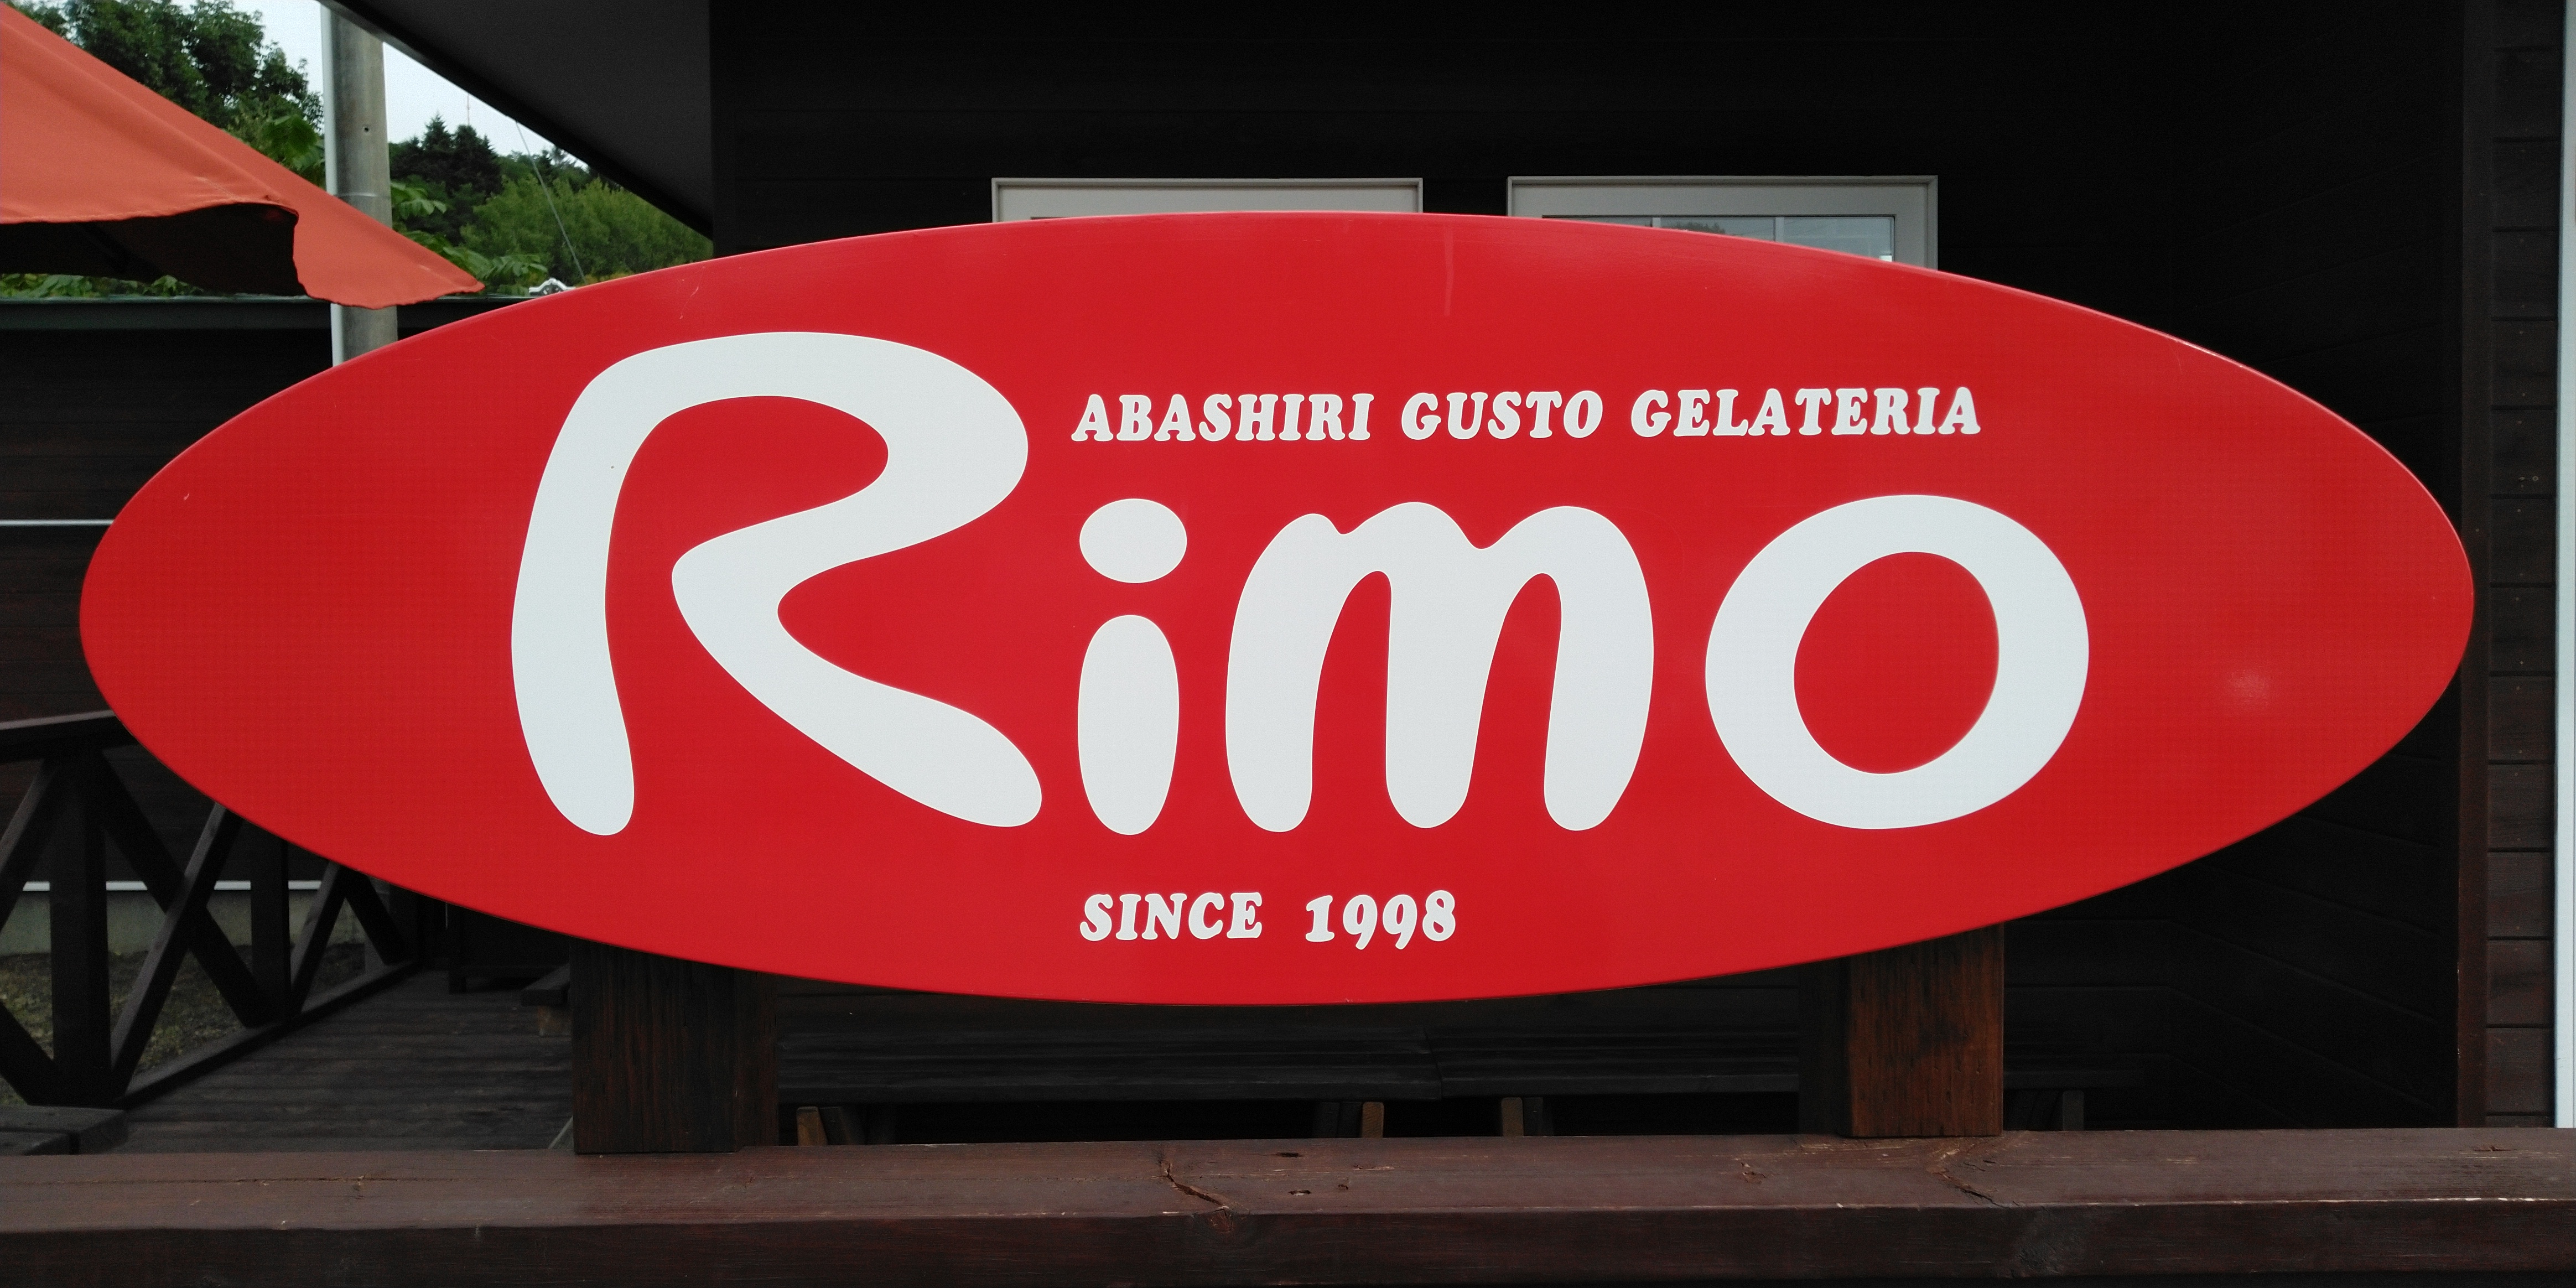 ABASHIRI GUSTO GELATERIA
Rimo
SINCE 1998